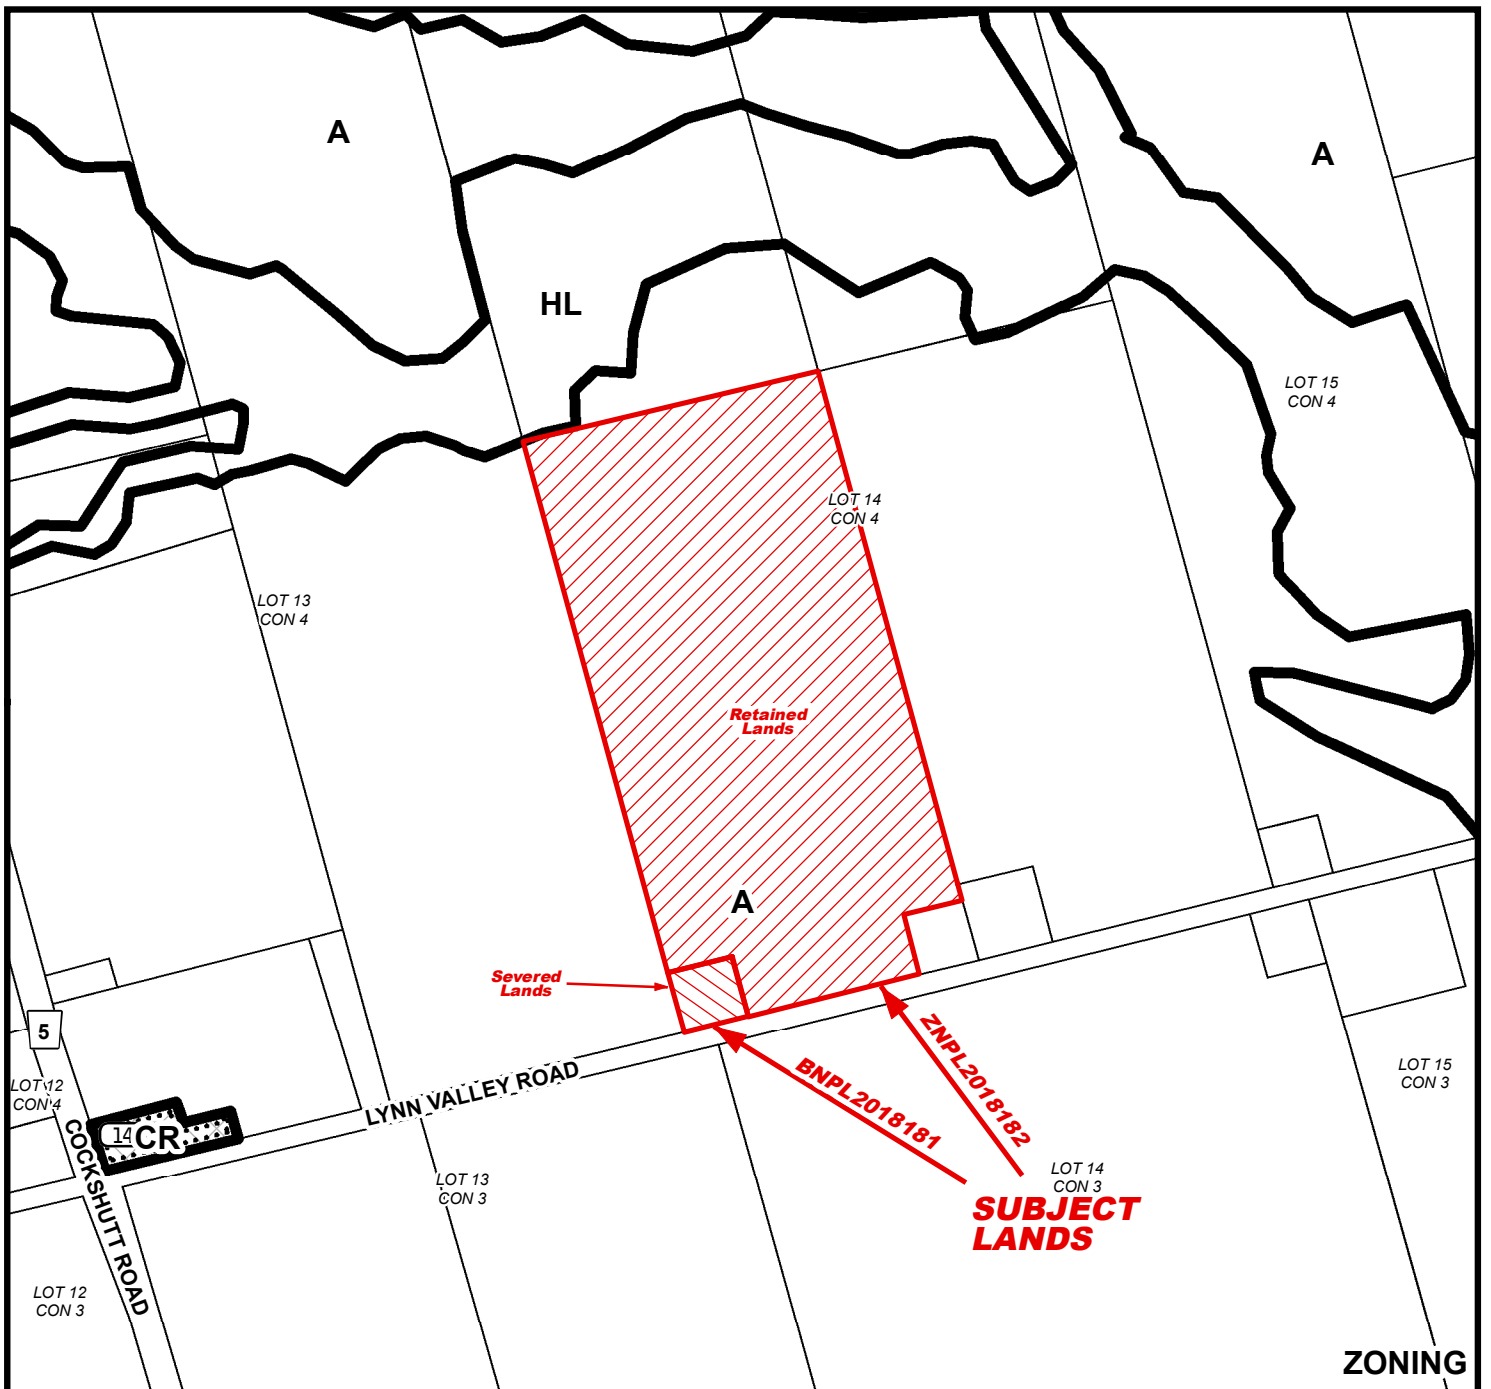 A
A
HL
LOT 15
CON 4
LOT 14
CON 4
LOT 13
CON 4
Retained
Lands
A
Severed
Lands
5
ZNPL2018182
BNPL2018181
LYNN VALLEY ROAD
LOT 15
CON 3
LOT 12
CON 4
14
CR
COCKSHUTT ROAD
LOT 13
CON 3
LOT 14
CON 3
SUBJECT
LANDS
LOT 12
CON 3
ZONING